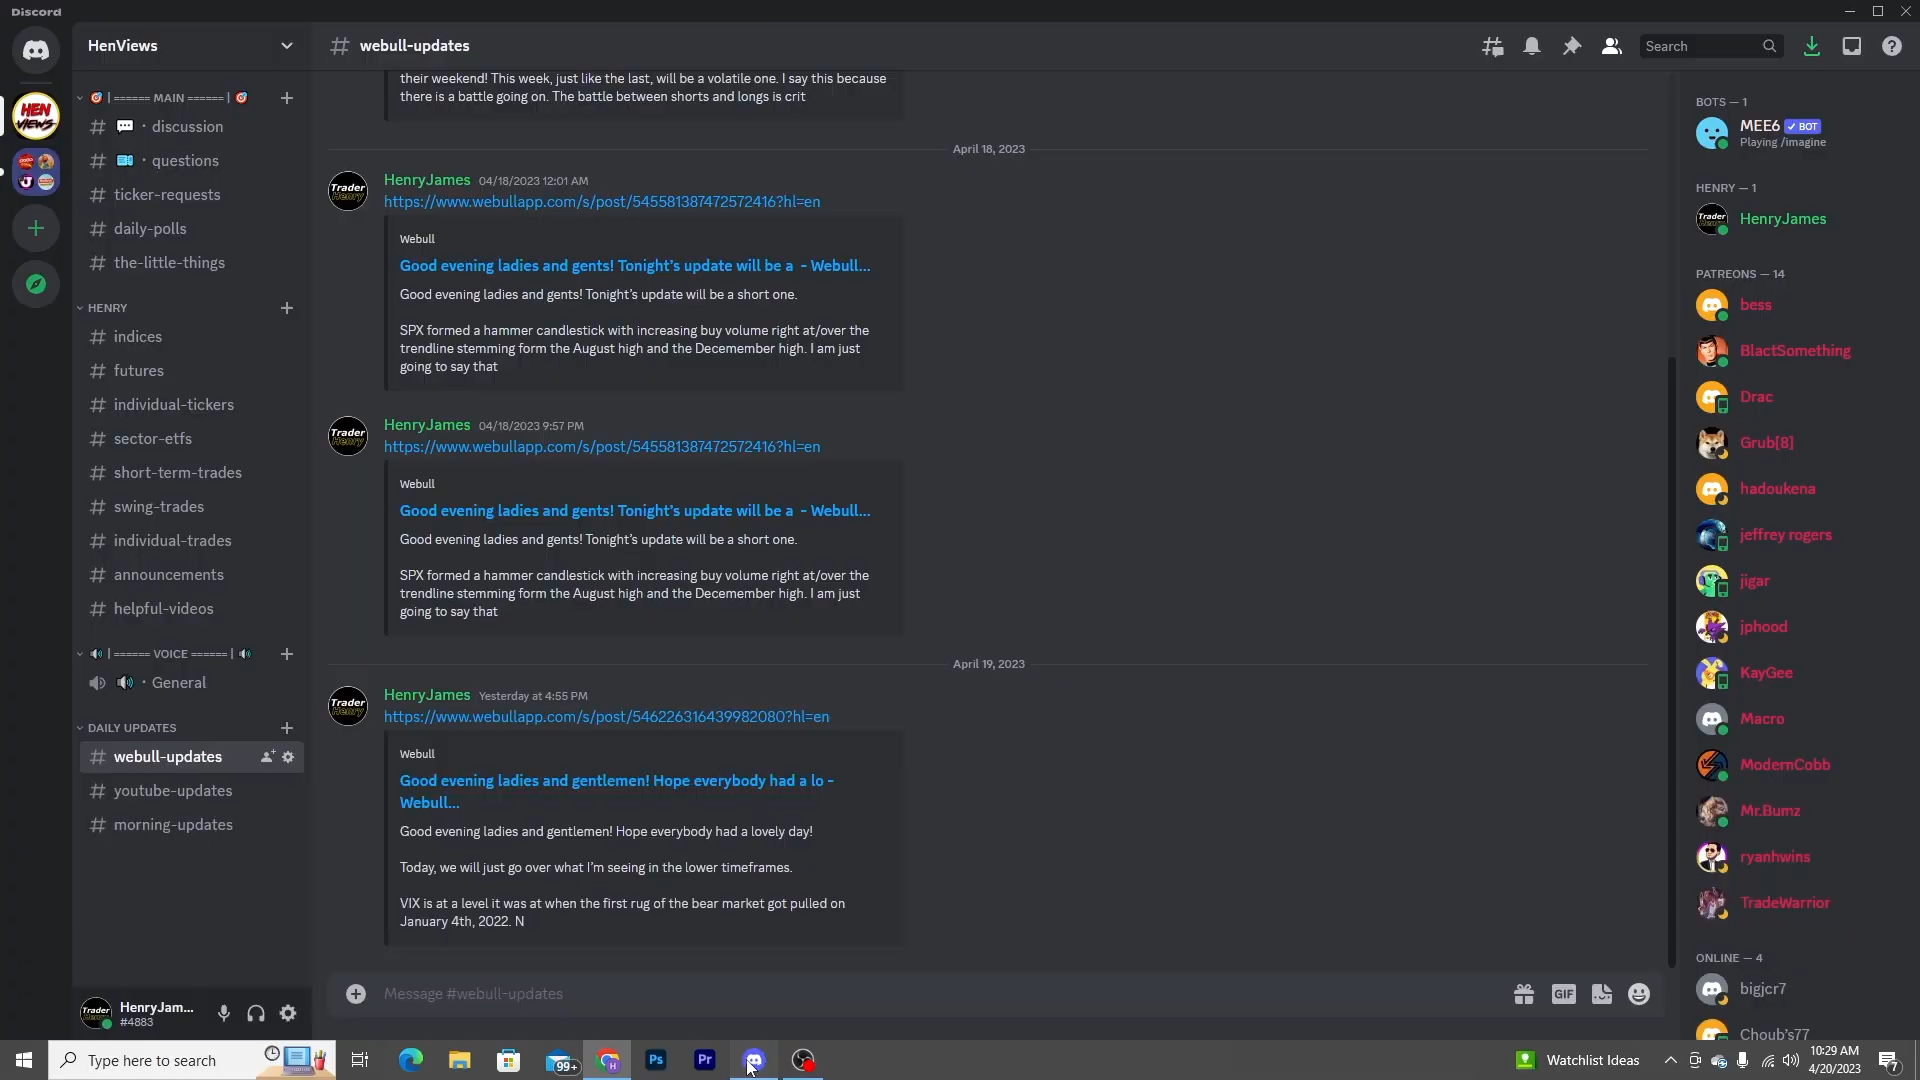 Discord
HenViews
webull-updates
Search
| ====== MAIN ====== |
discussion
questions
ticker-requests
daily-polls
the-little-things
HENRY
indices
futures
individual-tickers
sector-etfs
short-term-trades
swing-trades
individual-trades
announcements
helpful-videos
| ====== VOICE ====== |
General
DAILY UPDATES
webull-updates
youtube-updates
morning-updates
HenryJam...
#4883
their weekend! This week, just like the last, will be a volatile one. I say this because
there is a battle going on. The battle between shorts and longs is crit
April 18, 2023
HenryJames 04/18/2023 12:01 AM
https://www.webullapp.com/s/post/545581387472572416?hl=en
Webull
Good evening ladies and gents! Tonight's update will be a - Webull...
Good evening ladies and gents! Tonight's update will be a short one.
SPX formed a hammer candlestick with increasing buy volume right at/over the
trendline stemming form the August high and the Decemember high. I am just
going to say that
HenryJames 04/18/2023 9:57 PM
https://www.webullapp.com/s/post/545581387472572416?hl=en
Webull
Good evening ladies and gents! Tonight's update will be a - Webull...
Good evening ladies and gents! Tonight's update will be a short one.
SPX formed a hammer candlestick with increasing buy volume right at/over the
trendline stemming form the August high and the Decemember high. I am just
going to say that
April 19, 2023
HenryJames Yesterday at 4:55 PM
https://www.webullapp.com/s/post/546226316439982080?hl=en
Webull
Good evening ladies and gentlemen! Hope everybody had a lo -
Webull...
Good evening ladies and gentlemen! Hope everybody had a lovely day!
Today, we will just go over what I'm seeing in the lower timeframes.
VIX is at a level it was at when the first rug of the bear market got pulled on
January 4th, 2022. N
Message #webull-updates
GIF
BOTS — 1
MEE6 ✓ BOT
Playing /imagine
HENRY — 1
HenryJames
PATREONS — 14
bess
BlactSomething
Drac
Grub[8]
hadoukena
jeffrey rogers
jigar
jphood
KayGee
Macro
ModernCobb
Mr.Bumz
ryanhwins
TradeWarrior
ONLINE — 4
bigjcr7
Choub's77
HEN
VIEWS
Trader
Henry
Type here to search
99+
Ps
Pr
Watchlist Ideas
10:29 AM
4/20/2023
7